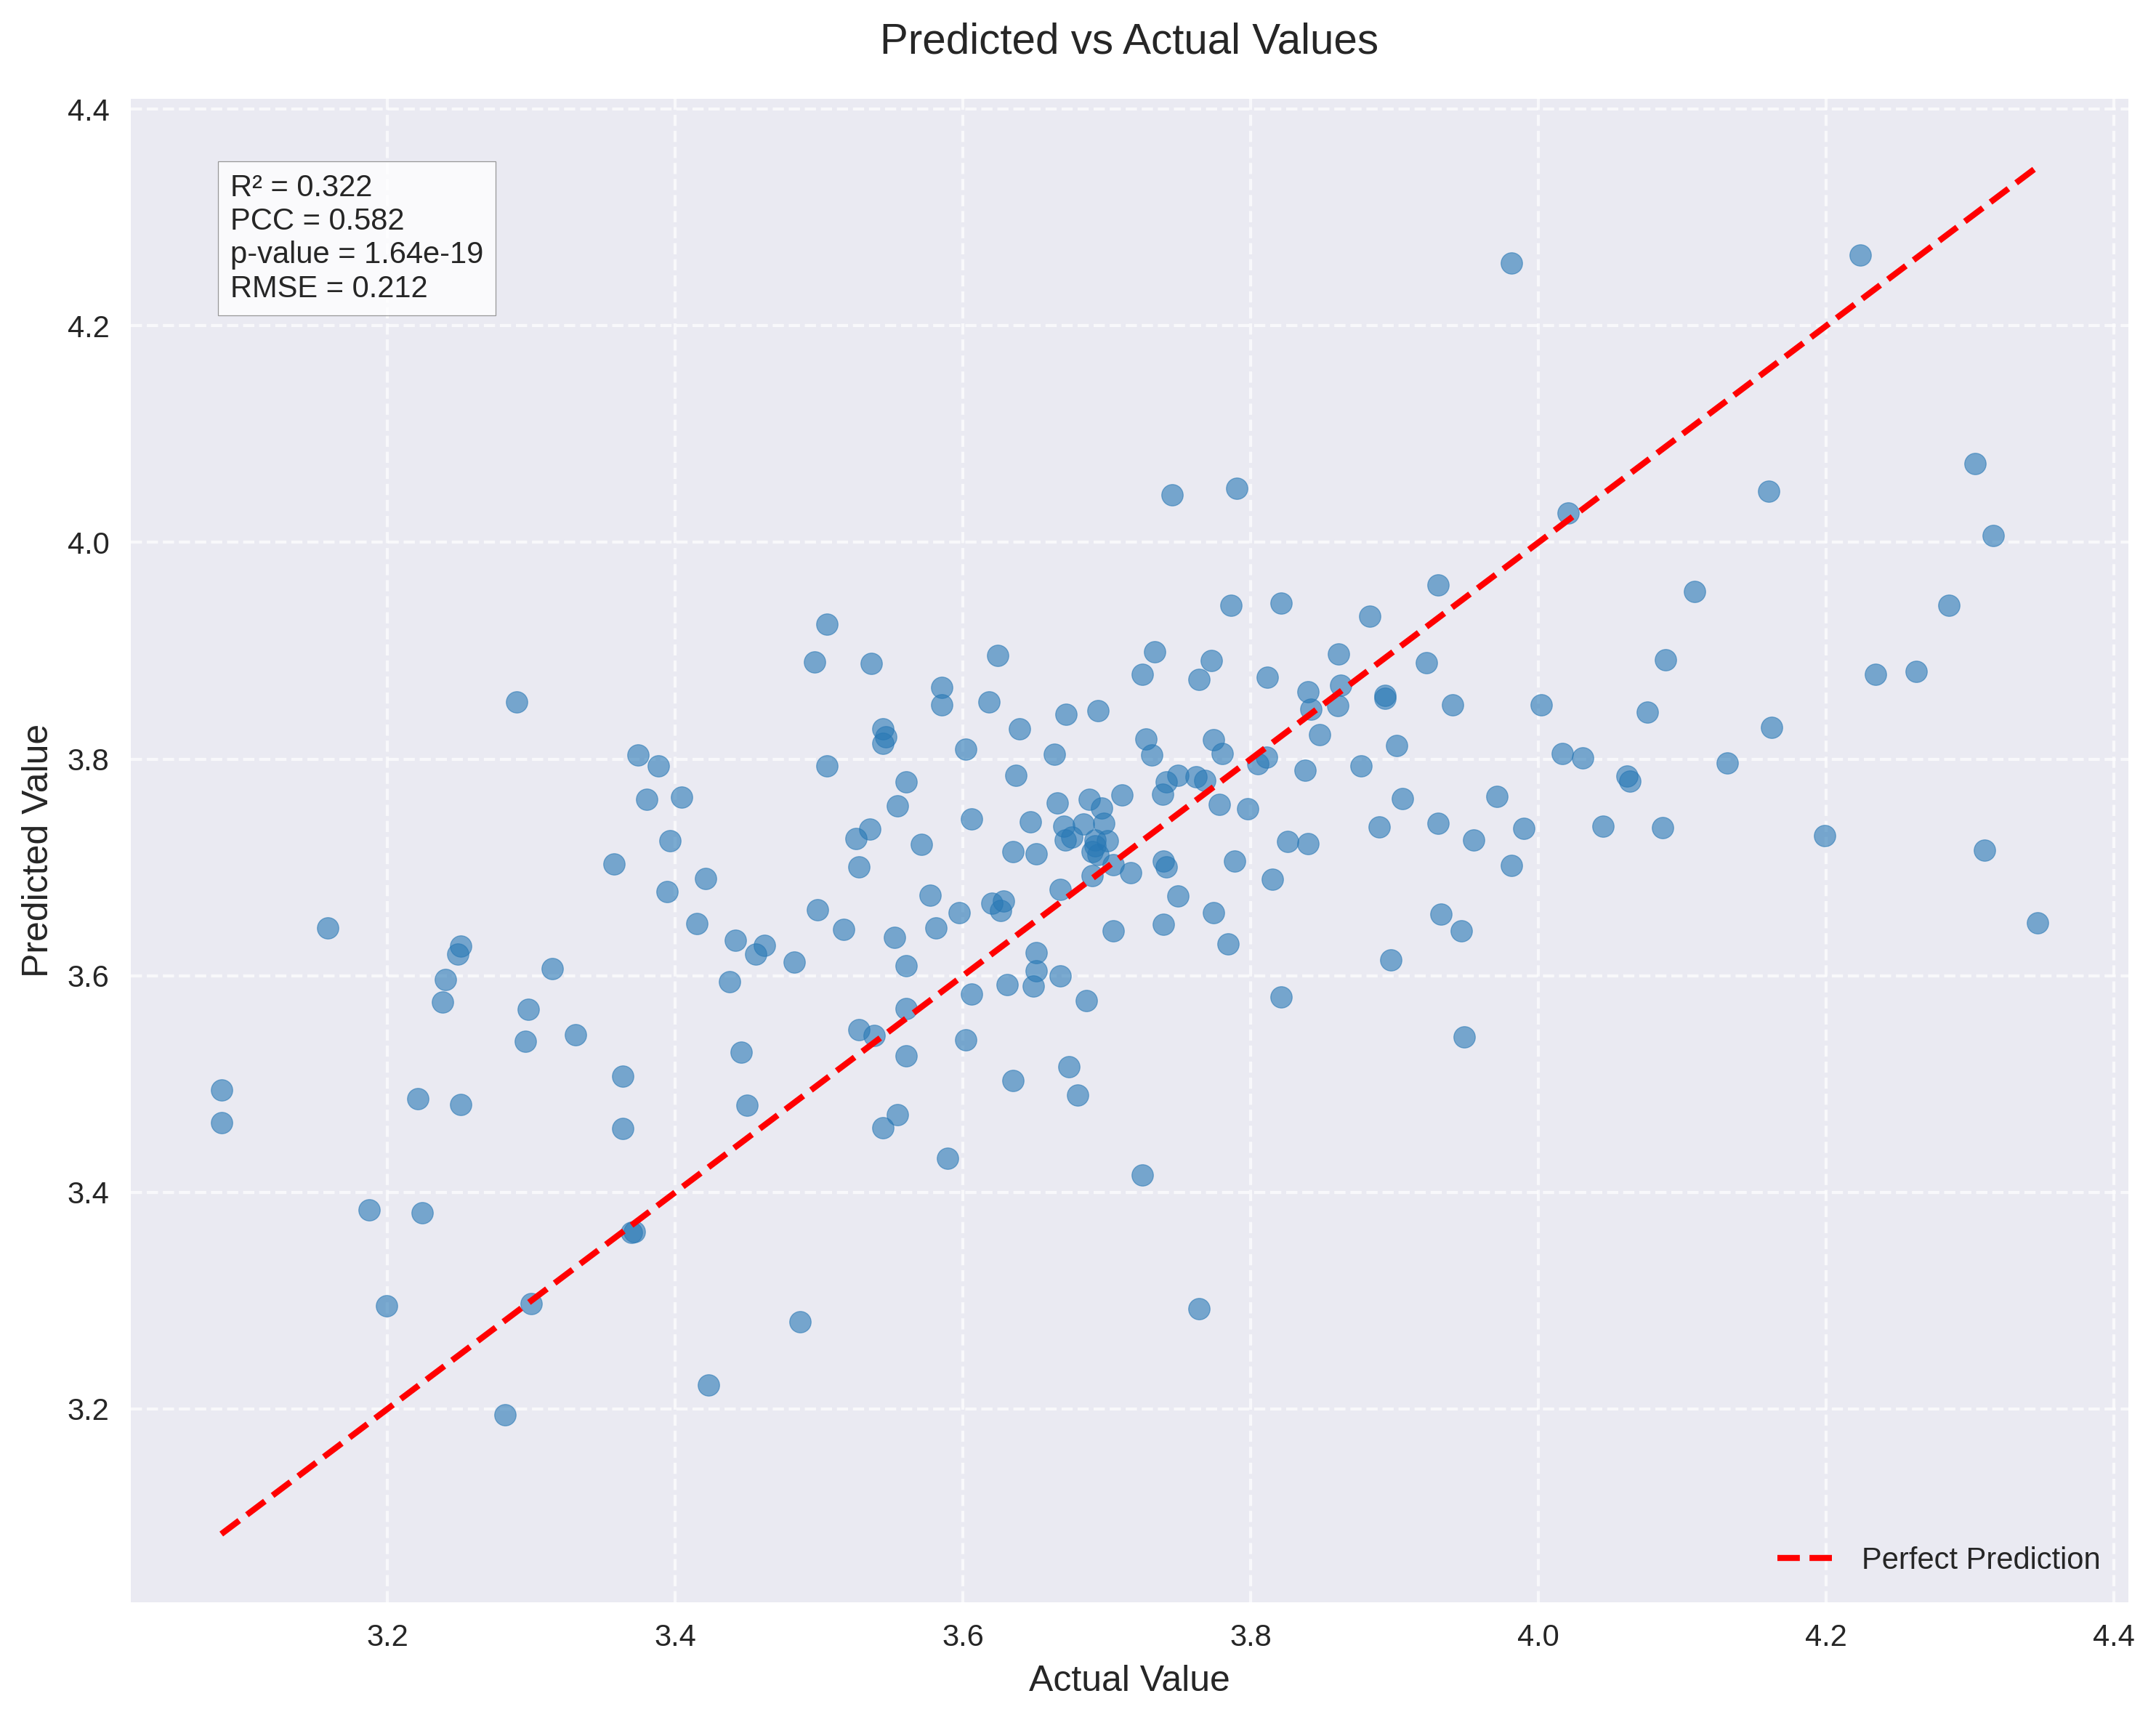 Predicted vs Actual Values
4.4
4.2
4.0
3.8
3.6
3.4
3.2
Predicted Value
R² = 0.322
PCC = 0.582
p-value = 1.64e-19
RMSE = 0.212
Perfect Prediction
3.2 3.4 3.6 3.8 4.0 4.2 4.4
Actual Value